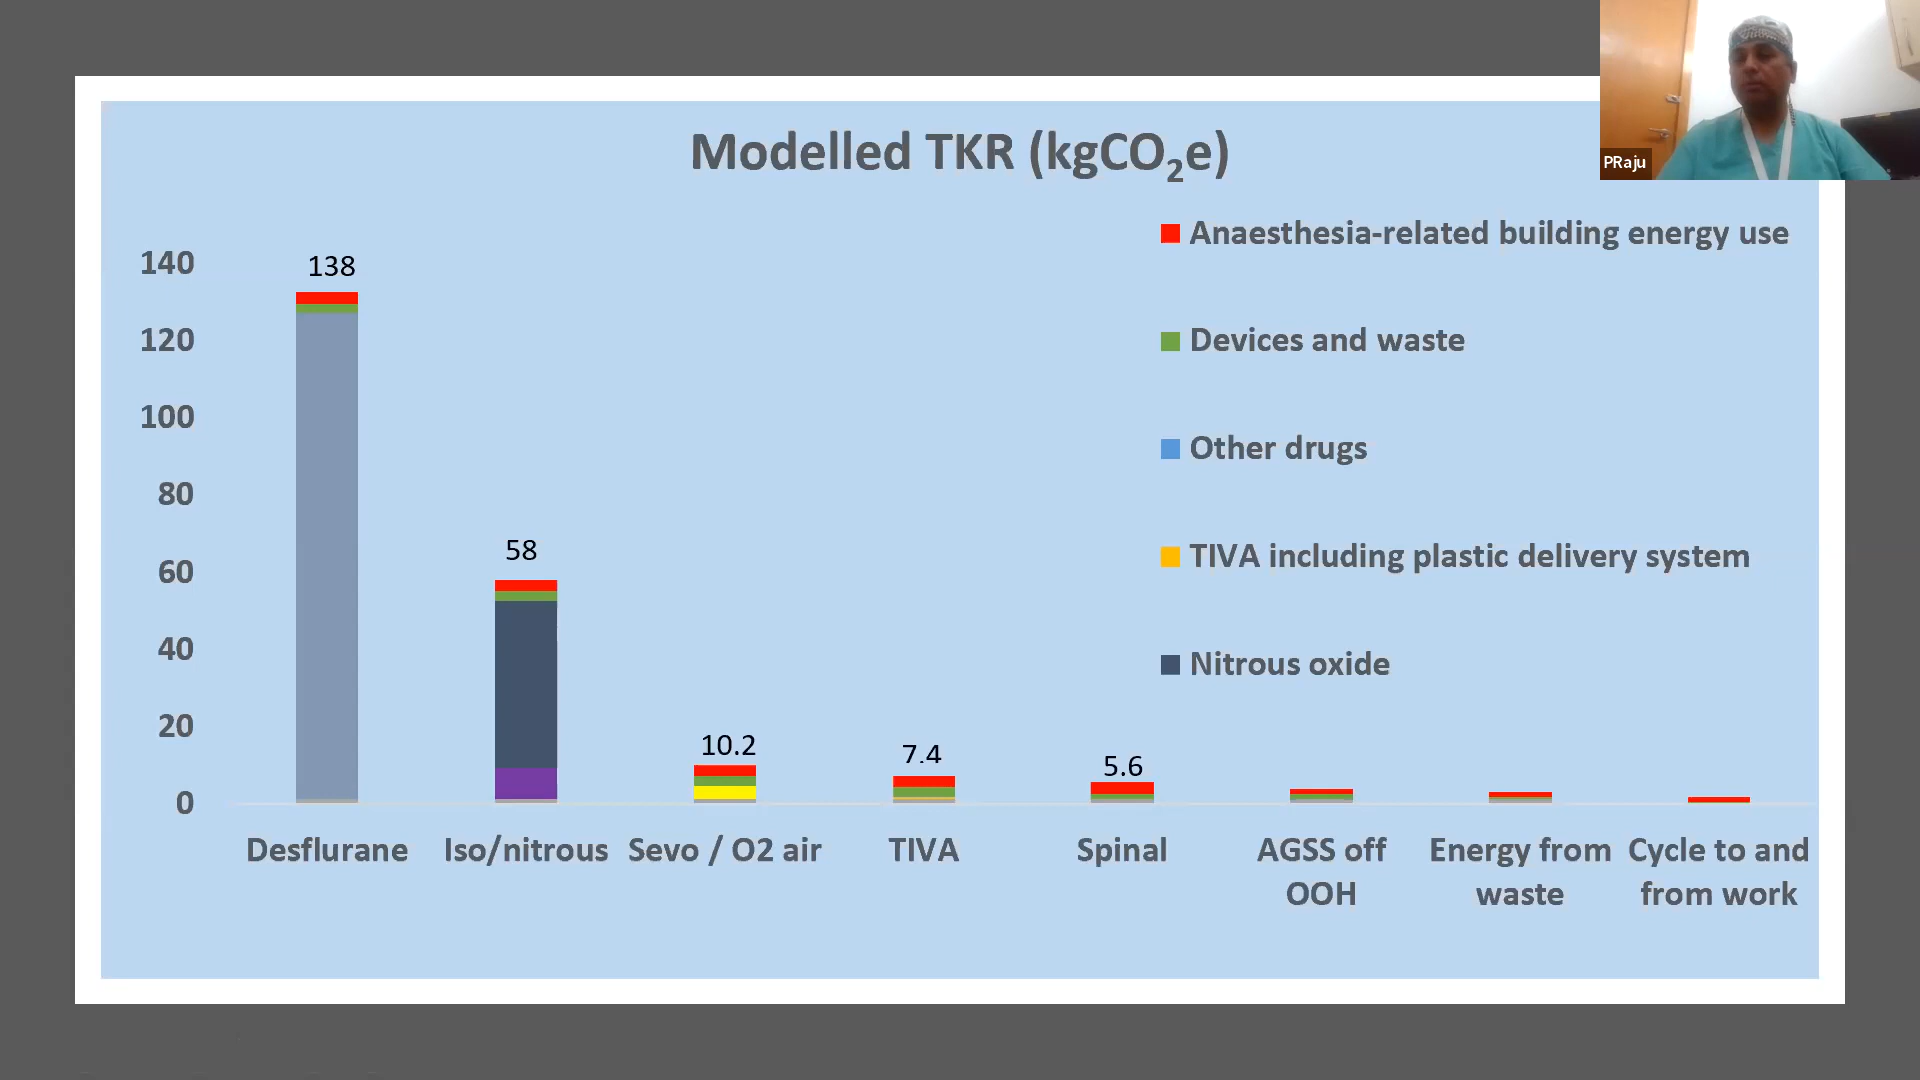 Modelled TKR (kgCO₂e)
PRaju
Anaesthesia-related building energy use
Devices and waste
Other drugs
TIVA including plastic delivery system
Nitrous oxide
140
120
100
80
60
40
20
0
138
58
10.2
7.4
5.6
Desflurane
Iso/nitrous
Sevo / O2 air
TIVA
Spinal
AGSS off
OOH
Energy from
waste
Cycle to and
from work